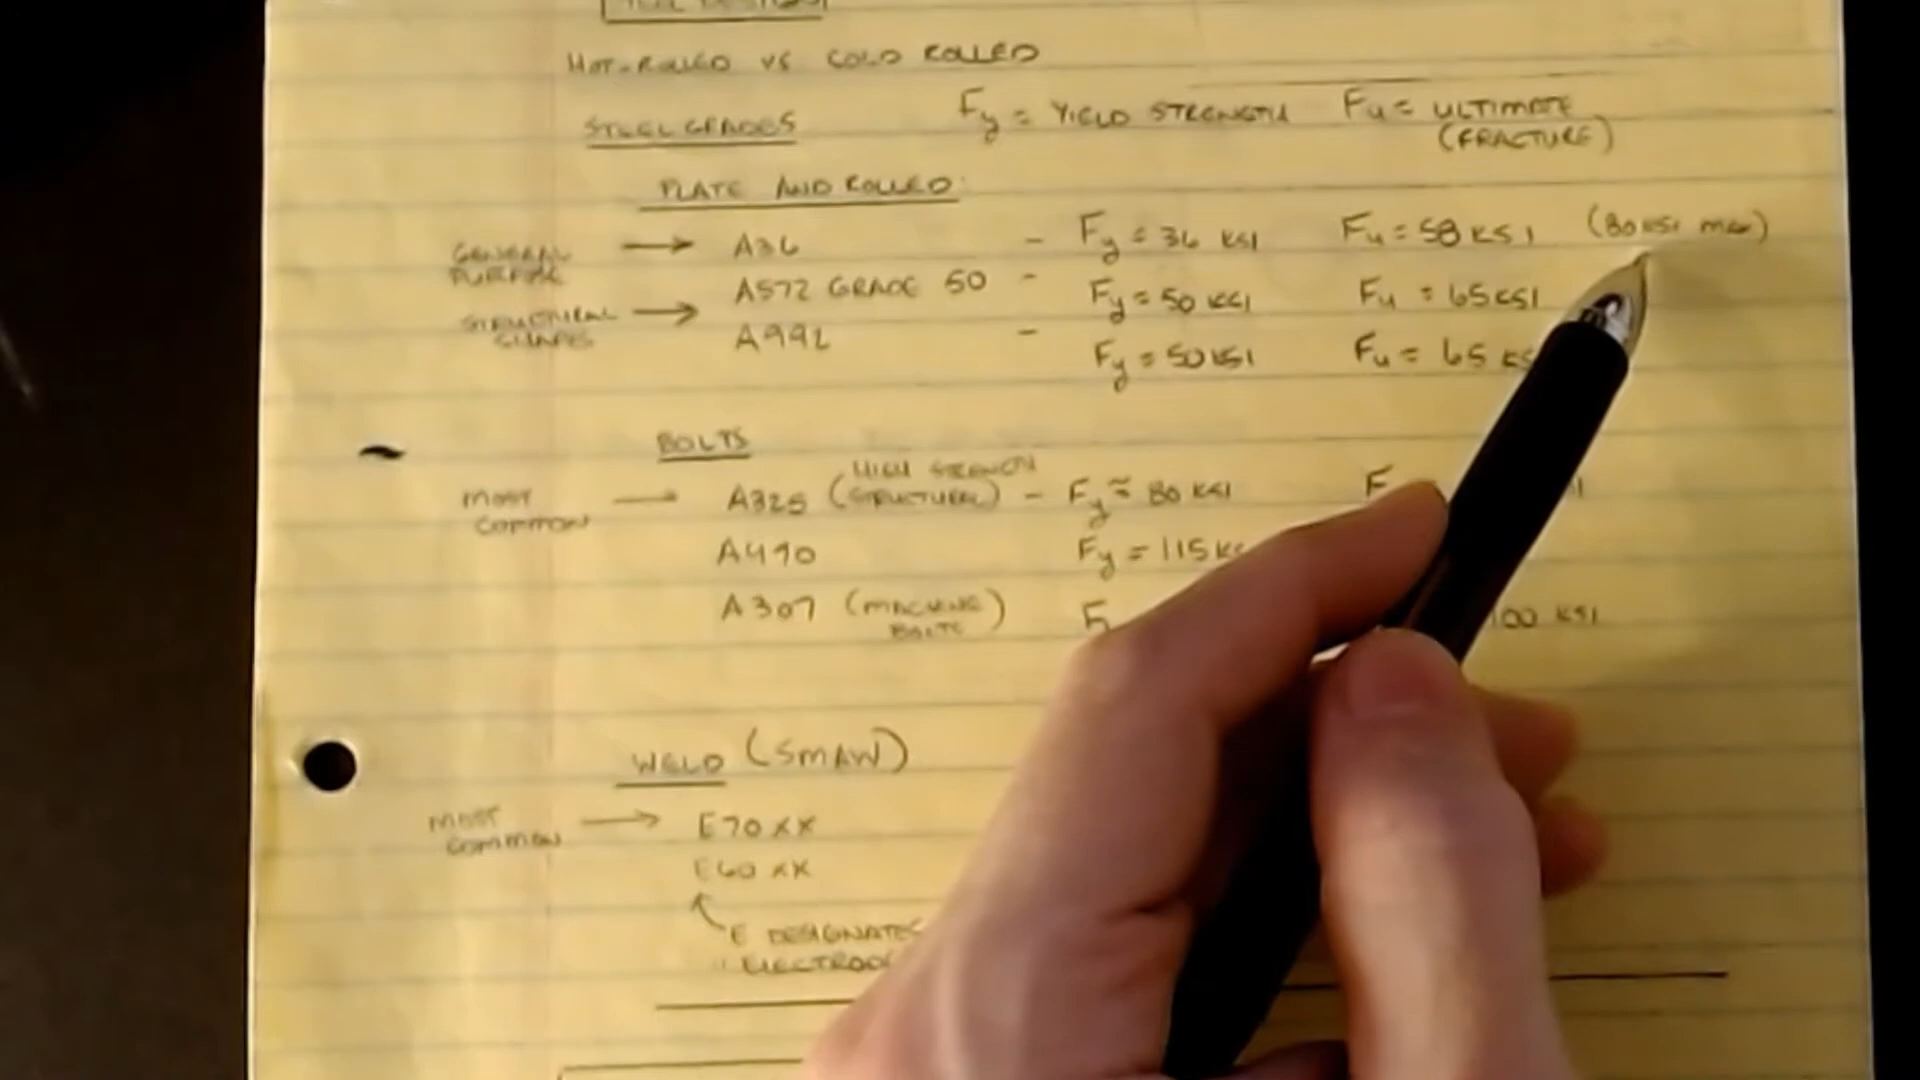 HOT-ROLLED VS COLD ROLLED
STEEL GRADES Fy = YIELD STRENGTH Fu = ULTIMATE (FRACTURE)
PLATE AND ROLLED
GENERAL PURPOSE → A36 - Fy = 36 KSI Fu = 58 KSI (80 KSI max)
A572 GRADE 50 - Fy = 50 KSI Fu = 65 KSI
STRUCTURAL SHAPES → A992 - Fy = 50 KSI Fu = 65 KS
BOLTS
MOST COMMON → A325 (HIGH STRENGTH STRUCTURAL) - Fy ≈ 80 KSI F
A490 Fy = 115 KS
A307 (MACHINE BOLTS) F 100 KSI
WELD (SMAW)
MOST COMMON → E70XX
E60XX
E DESIGNATES
ELECTRODE